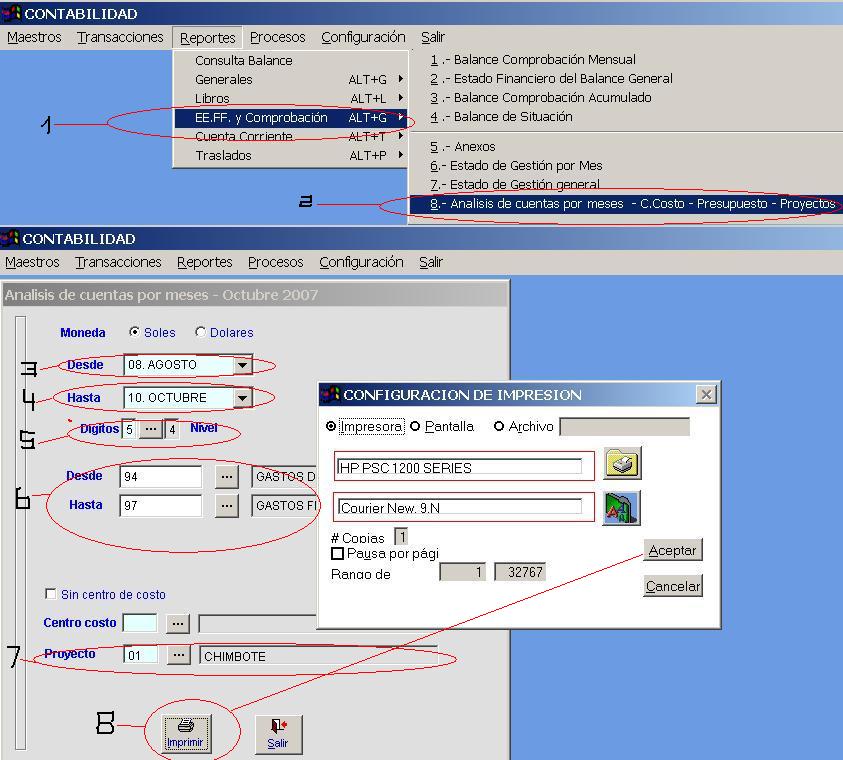 CONTABILIDAD
Maestros Transacciones Reportes Procesos Configuración Salir
Consulta Balance
Generales ALT+G
Libros ALT+L
EE.FF. y Comprobación ALT+G
Cuenta Corriente ALT+T
Traslados ALT+P
1 .- Balance Comprobación Mensual
2 .- Estado Financiero del Balance General
3 .- Balance Comprobación Acumulado
4 .- Balance de Situación
5 .- Anexos
6.- Estado de Gestión por Mes
7.- Estado de Gestión general
8.- Analisis de cuentas por meses - C.Costo - Presupuesto - Proyectos
1
2
CONTABILIDAD
Maestros Transacciones Reportes Procesos Configuración Salir
Analisis de cuentas por meses - Octubre 2007
Moneda Soles Dolares
3 Desde 08. AGOSTO
4 Hasta 10. OCTUBRE
5 Digitos 5 ... 4 Nivel
6
Desde 94 ... GASTOS D
Hasta 97 ... GASTOS FI
Sin centro de costo
Centro costo ...
7 Proyecto 01 ... CHIMBOTE
8 Imprimir Salir
CONFIGURACION DE IMPRESION
Impresora Pantalla Archivo
HP PSC 1200 SERIES
Courier New. 9.N
# Copias 1
Pausa por pági
Rango de 1 32767
Aceptar
Cancelar